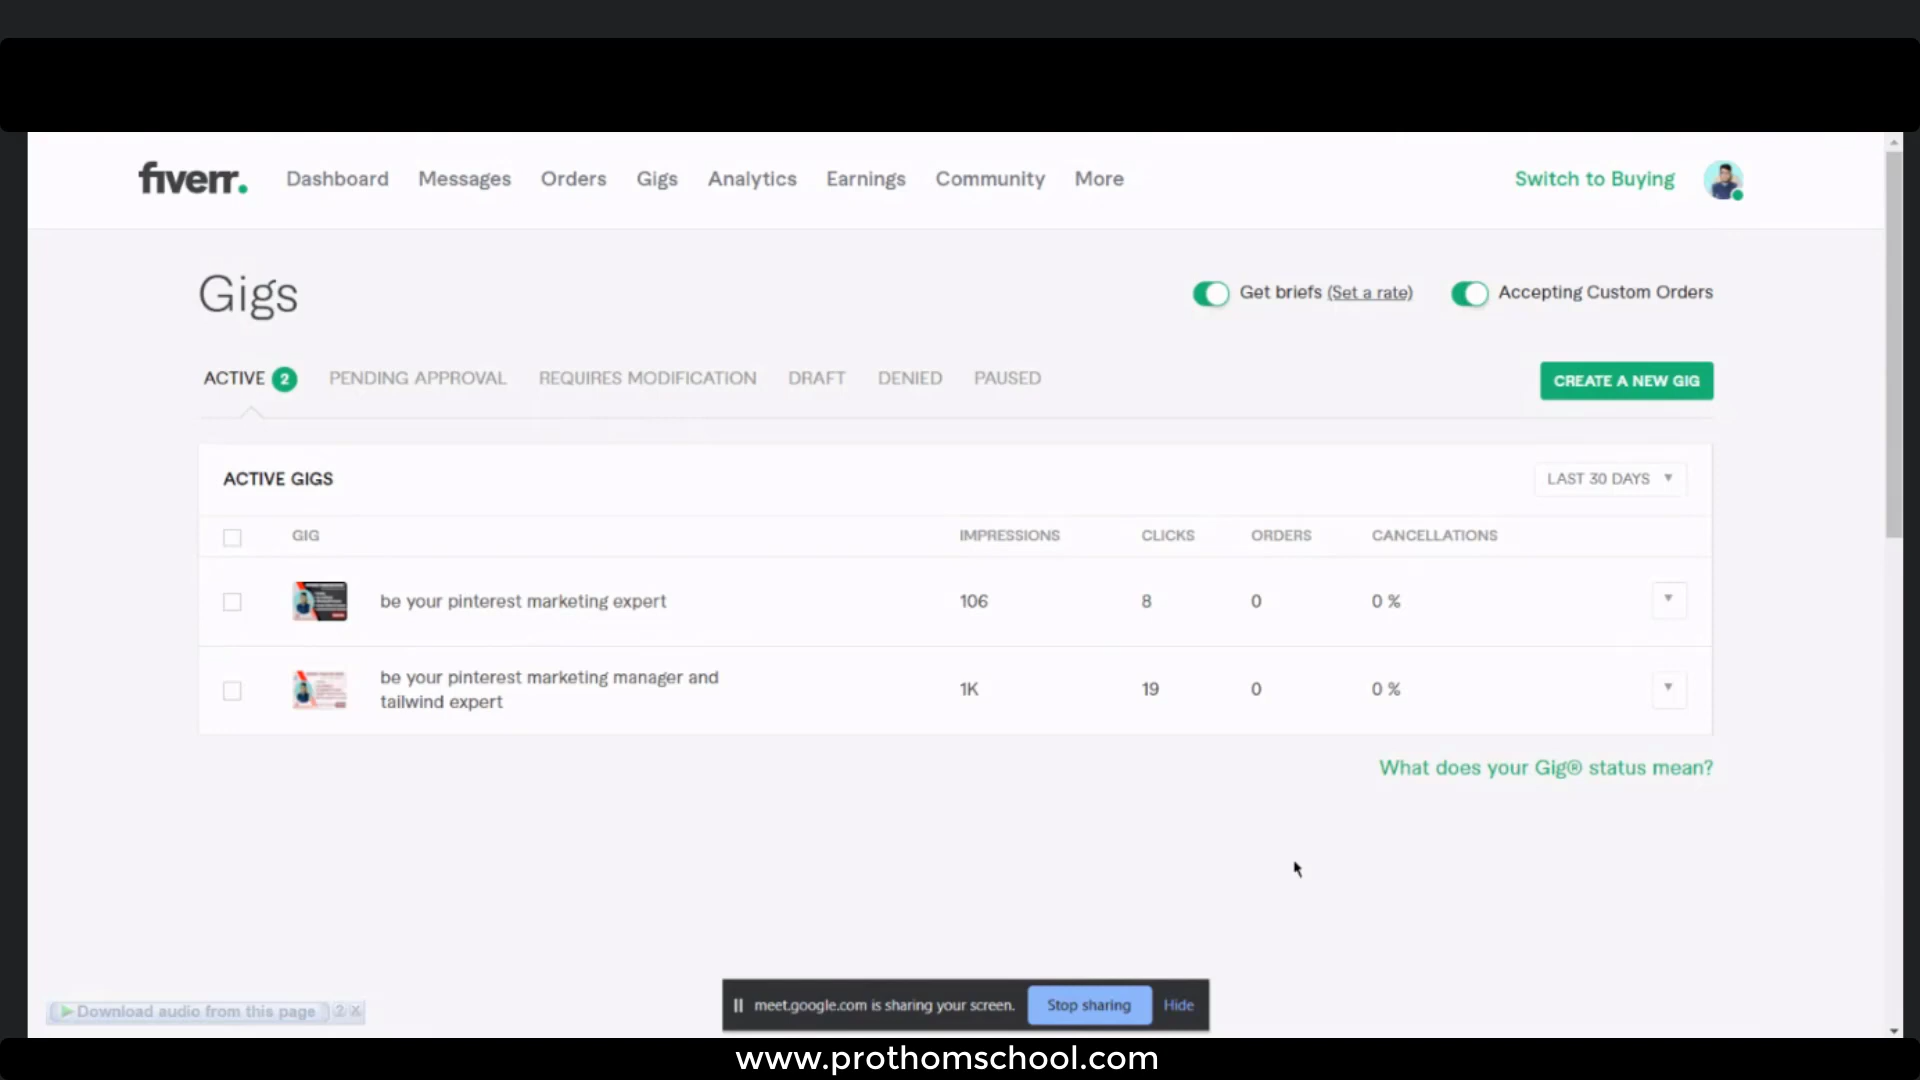 fiverr. Dashboard Messages Orders Gigs Analytics Earnings Community More Switch to Buying
Gigs
Get briefs (Set a rate) Accepting Custom Orders
ACTIVE 2 PENDING APPROVAL REQUIRES MODIFICATION DRAFT DENIED PAUSED
CREATE A NEW GIG
ACTIVE GIGS LAST 30 DAYS
GIG IMPRESSIONS CLICKS ORDERS CANCELLATIONS
be your pinterest marketing expert 106 8 0 0 %
be your pinterest marketing manager and
tailwind expert 1K 19 0 0 %
What does your Gig® status mean?
Download audio from this page ? X
meet.google.com is sharing your screen. Stop sharing Hide
www.prothomschool.com